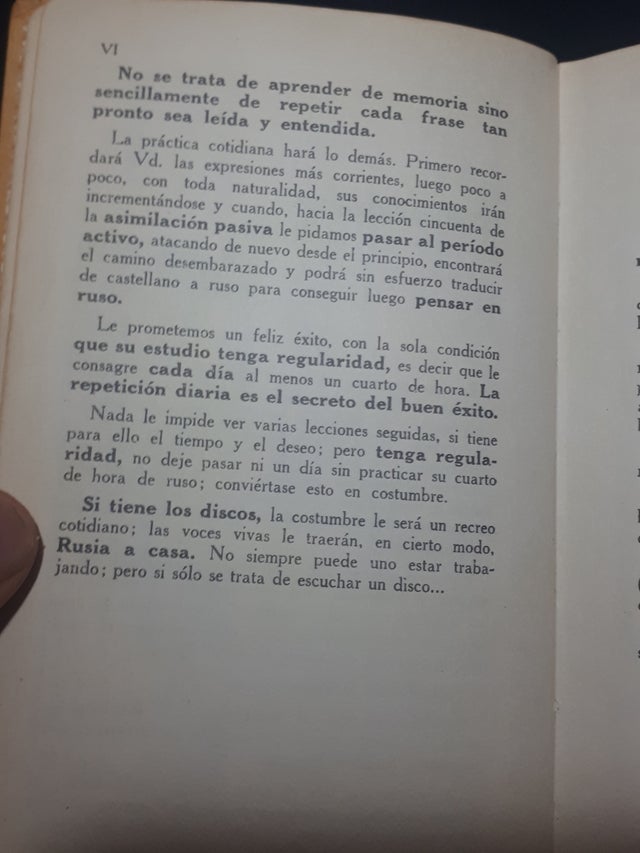 VI
No se trata de aprender de memoria sino
sencillamente de repetir cada frase tan
pronto sea leída y entendida.
La práctica cotidiana hará lo demás. Primero recor-
dará Vd. las expresiones más corrientes, luego poco a
poco, con toda naturalidad, sus conocimientos irán
incrementándose y cuando, hacia la lección cincuenta de
la asimilación pasiva le pidamos pasar al período
activo, atacando de nuevo desde el principio, encontrará
el camino desembarazado y podrá sin esfuerzo traducir
de castellano a ruso para conseguir luego pensar en
ruso.
Le prometemos un feliz éxito, con la sola condición
que su estudio tenga regularidad, es decir que le
consagre cada día al menos un cuarto de hora. La
repetición diaria es el secreto del buen éxito.
Nada le impide ver varias lecciones seguidas, si tiene
para ello el tiempo y el deseo; pero tenga regula-
ridad, no deje pasar ni un día sin practicar su cuarto
de hora de ruso; conviértase esto en costumbre.
Si tiene los discos, la costumbre le será un recreo
cotidiano; las voces vivas le traerán, en cierto modo,
Rusia a casa. No siempre puede uno estar traba-
jando; pero si sólo se trata de escuchar un disco...